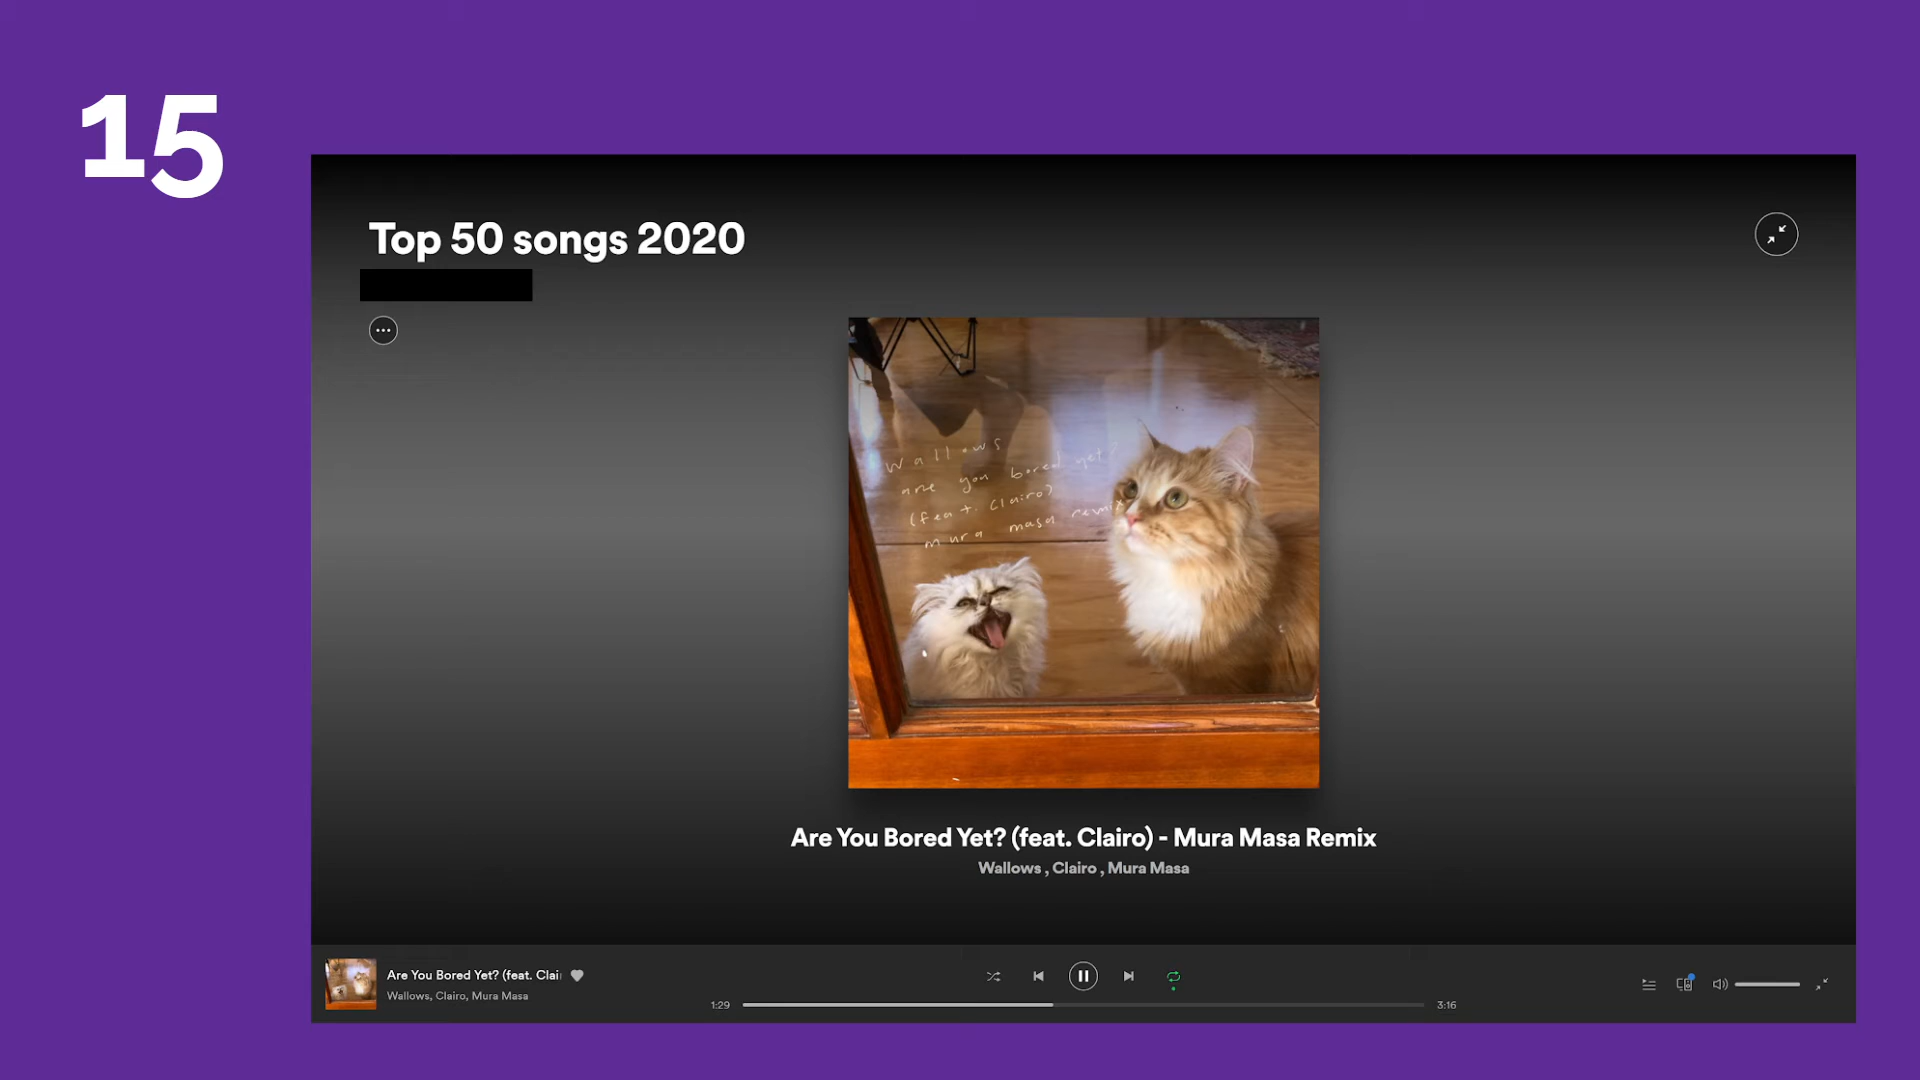 15
Top 50 songs 2020
Wallows
are you bored yet?
(feat. Clairo)
mura masa remix
Are You Bored Yet? (feat. Clairo) - Mura Masa Remix
Wallows , Clairo , Mura Masa
Are You Bored Yet? (feat. Clai
Wallows, Clairo, Mura Masa
1:29
3:16